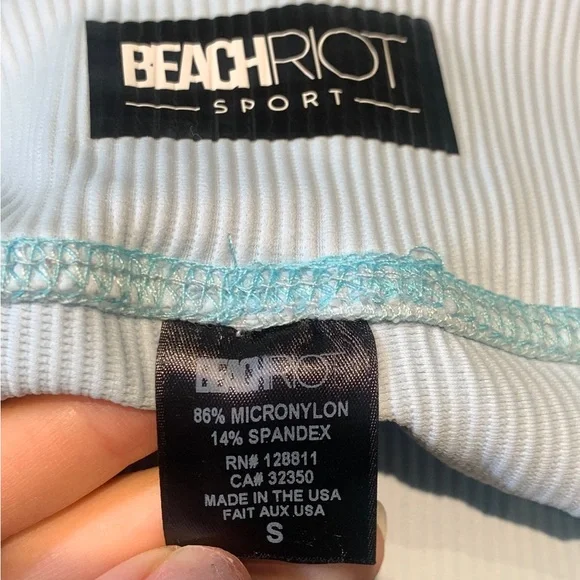 BEACHRIOT
SPORT
BEACHRIOT
86% MICRONYLON
14% SPANDEX
RN# 128811
CA# 32350
MADE IN THE USA
FAIT AUX USA
S